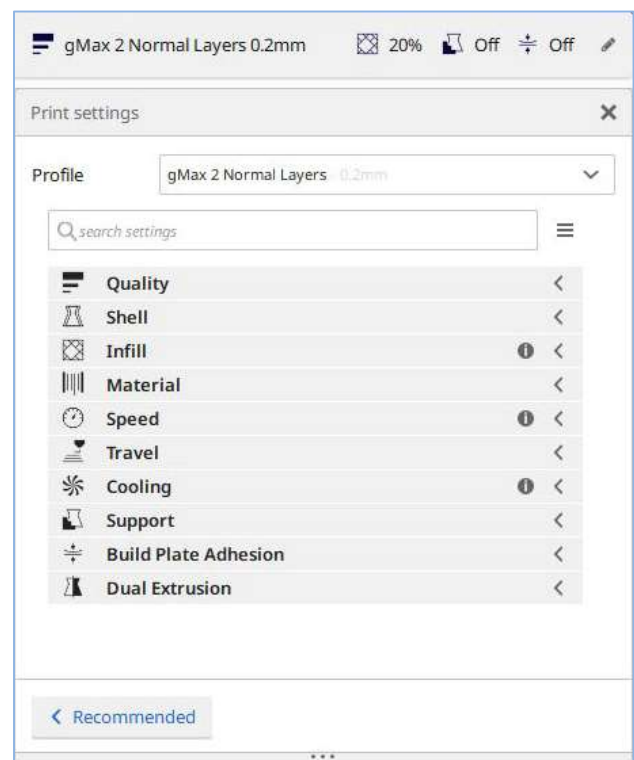 gMax 2 Normal Layers 0.2mm 20% Off Off
Print settings
Profile gMax 2 Normal Layers 0.2mm
search settings
Quality
Shell
Infill
Material
Speed
Travel
Cooling
Support
Build Plate Adhesion
Dual Extrusion
Recommended